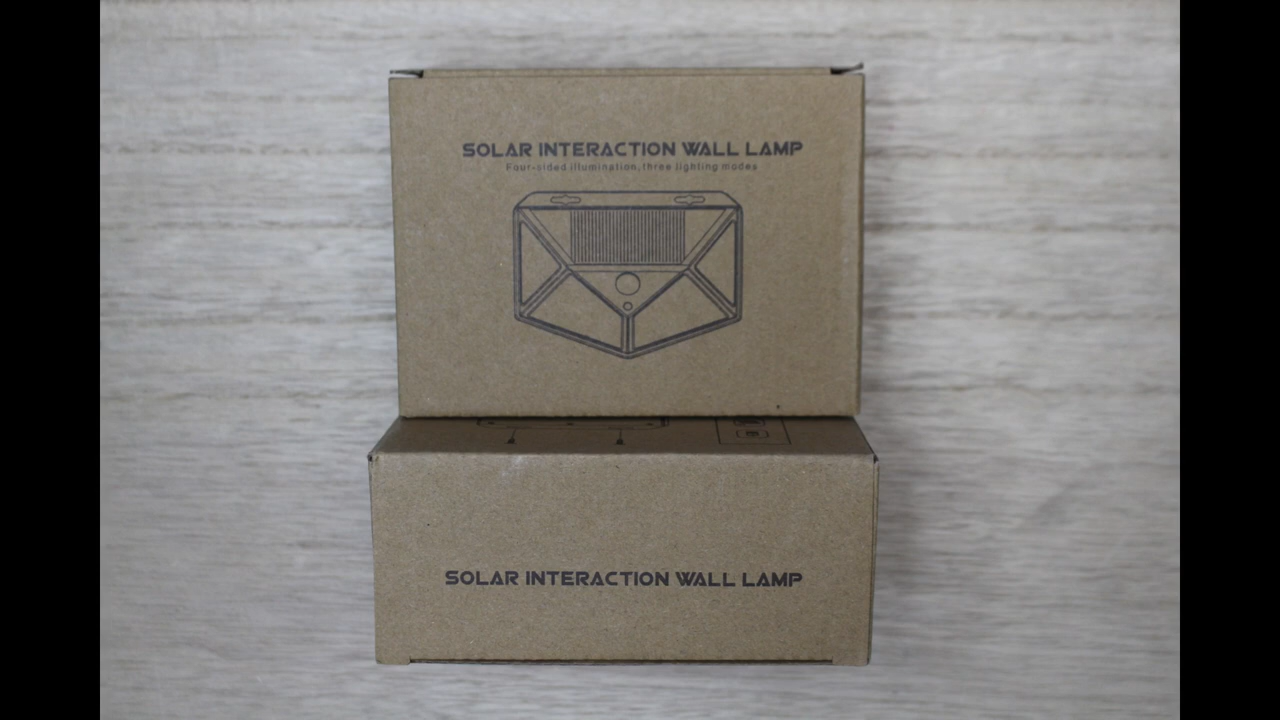 SOLAR INTERACTION WALL LAMP
Four-sided illumination, three lighting modes
SOLAR INTERACTION WALL LAMP